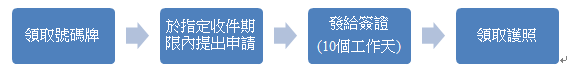 領取號碼牌
於指定收件期
限內提出申請
發給簽證
(10個工作天)
領取護照